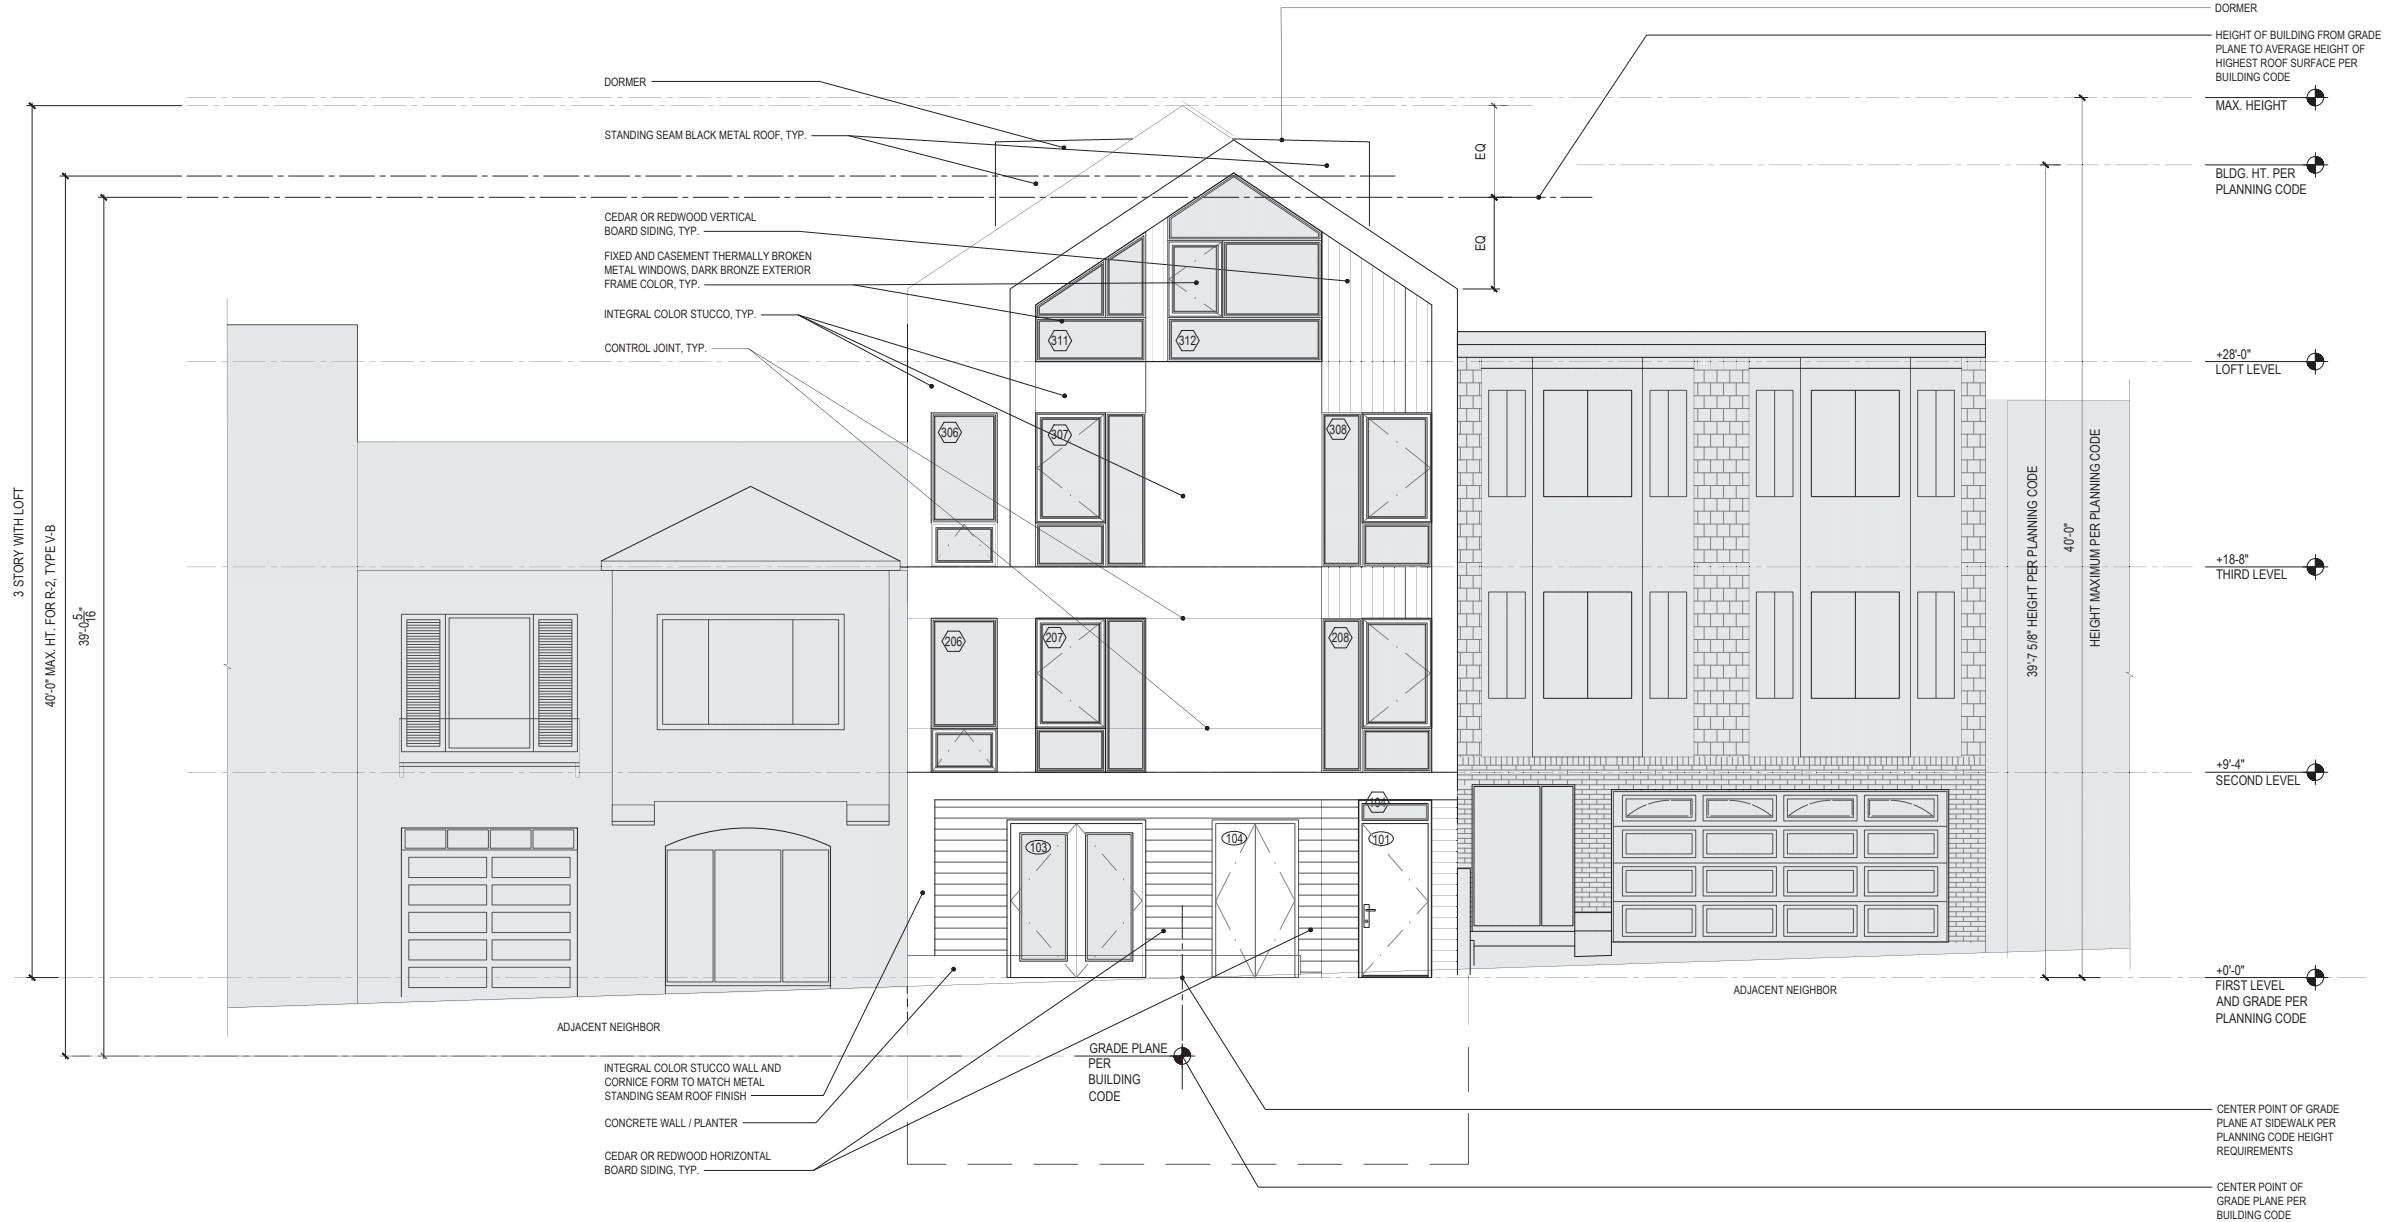 DORMER
HEIGHT OF BUILDING FROM GRADE
PLANE TO AVERAGE HEIGHT OF
HIGHEST ROOF SURFACE PER
BUILDING CODE
MAX. HEIGHT
BLDG. HT. PER
PLANNING CODE
DORMER
STANDING SEAM BLACK METAL ROOF, TYP.
CEDAR OR REDWOOD VERTICAL
BOARD SIDING, TYP.
FIXED AND CASEMENT THERMALLY BROKEN
METAL WINDOWS, DARK BRONZE EXTERIOR
FRAME COLOR, TYP.
INTEGRAL COLOR STUCCO, TYP.
CONTROL JOINT, TYP.
EQ
EQ
311
312
306
307
308
206
207
208
104
103
104
101
3 STORY WITH LOFT
40'-0" MAX. HT. FOR R-2, TYPE V-B
39'-0 5/16"
39'-7 5/8" HEIGHT PER PLANNING CODE
40'-0"
HEIGHT MAXIMUM PER PLANNING CODE
+28'-0"
LOFT LEVEL
+18-8"
THIRD LEVEL
+9'-4"
SECOND LEVEL
+0'-0"
FIRST LEVEL
AND GRADE PER
PLANNING CODE
ADJACENT NEIGHBOR
ADJACENT NEIGHBOR
GRADE PLANE
PER
BUILDING
CODE
INTEGRAL COLOR STUCCO WALL AND
CORNICE FORM TO MATCH METAL
STANDING SEAM ROOF FINISH
CONCRETE WALL / PLANTER
CEDAR OR REDWOOD HORIZONTAL
BOARD SIDING, TYP.
CENTER POINT OF GRADE
PLANE AT SIDEWALK PER
PLANNING CODE HEIGHT
REQUIREMENTS
CENTER POINT OF
GRADE PLANE PER
BUILDING CODE